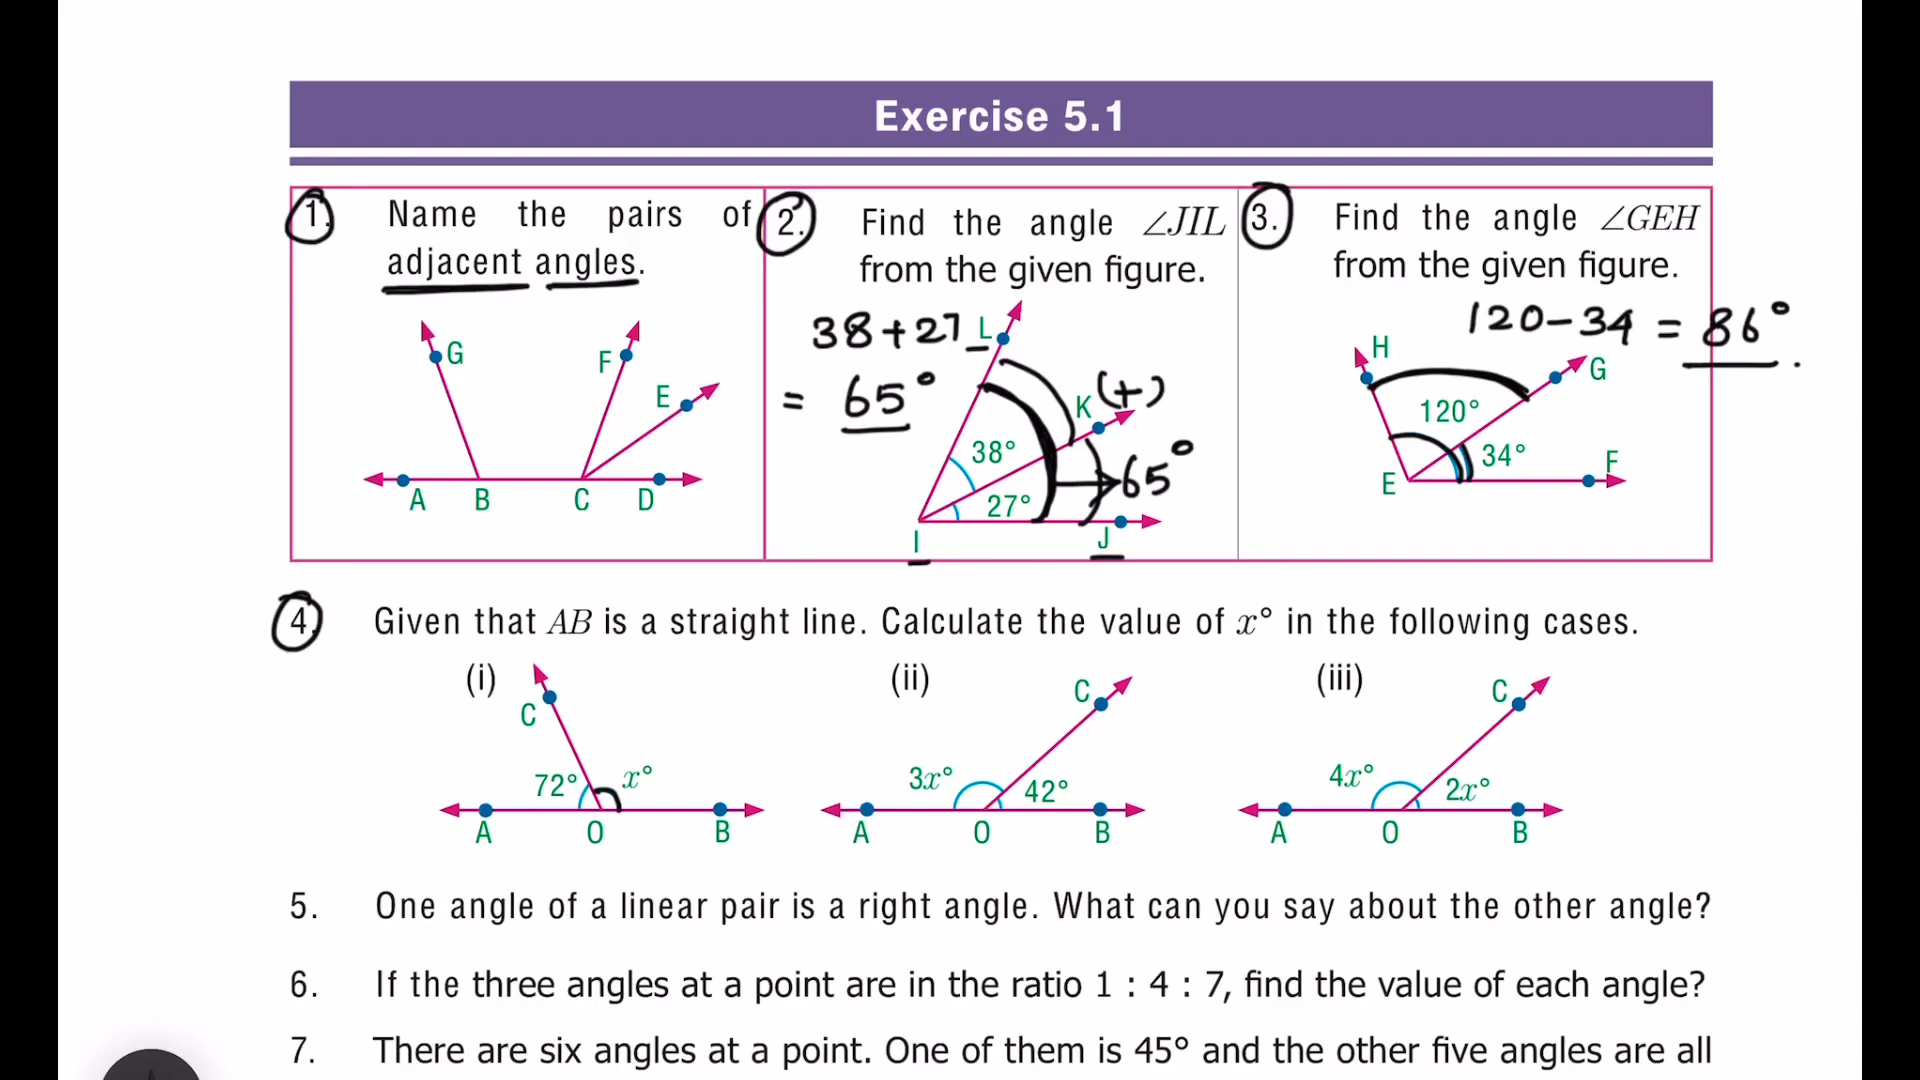 Exercise 5.1
1. Name the pairs of
adjacent angles.
G
F
E
A B C D
2. Find the angle ∠JIL
from the given figure.
38+27
= 65°
L
K (+)
38°
27°
65°
I
J
3. Find the angle ∠GEH
from the given figure.
120-34 = 86°.
H
G
120°
34°
E
F
4. Given that AB is a straight line. Calculate the value of x° in the following cases.
(i)
C
72° x°
A O B
(ii)
C
3x° 42°
A O B
(iii)
C
4x° 2x°
A O B
5. One angle of a linear pair is a right angle. What can you say about the other angle?
6. If the three angles at a point are in the ratio 1 : 4 : 7, find the value of each angle?
7. There are six angles at a point. One of them is 45° and the other five angles are all